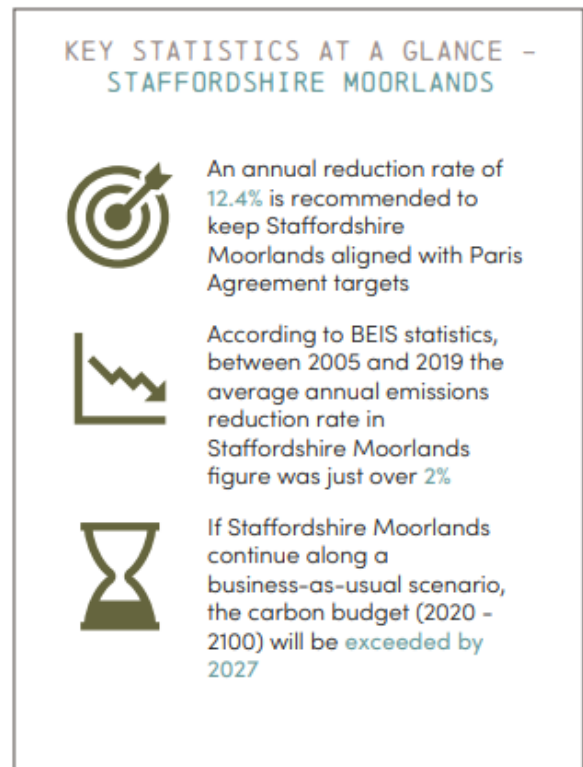 KEY STATISTICS AT A GLANCE –
STAFFORDSHIRE MOORLANDS
An annual reduction rate of
12.4% is recommended to
keep Staffordshire
Moorlands aligned with Paris
Agreement targets
According to BEIS statistics,
between 2005 and 2019 the
average annual emissions
reduction rate in
Staffordshire Moorlands
figure was just over 2%
If Staffordshire Moorlands
continue along a
business-as-usual scenario,
the carbon budget (2020 -
2100) will be exceeded by
2027